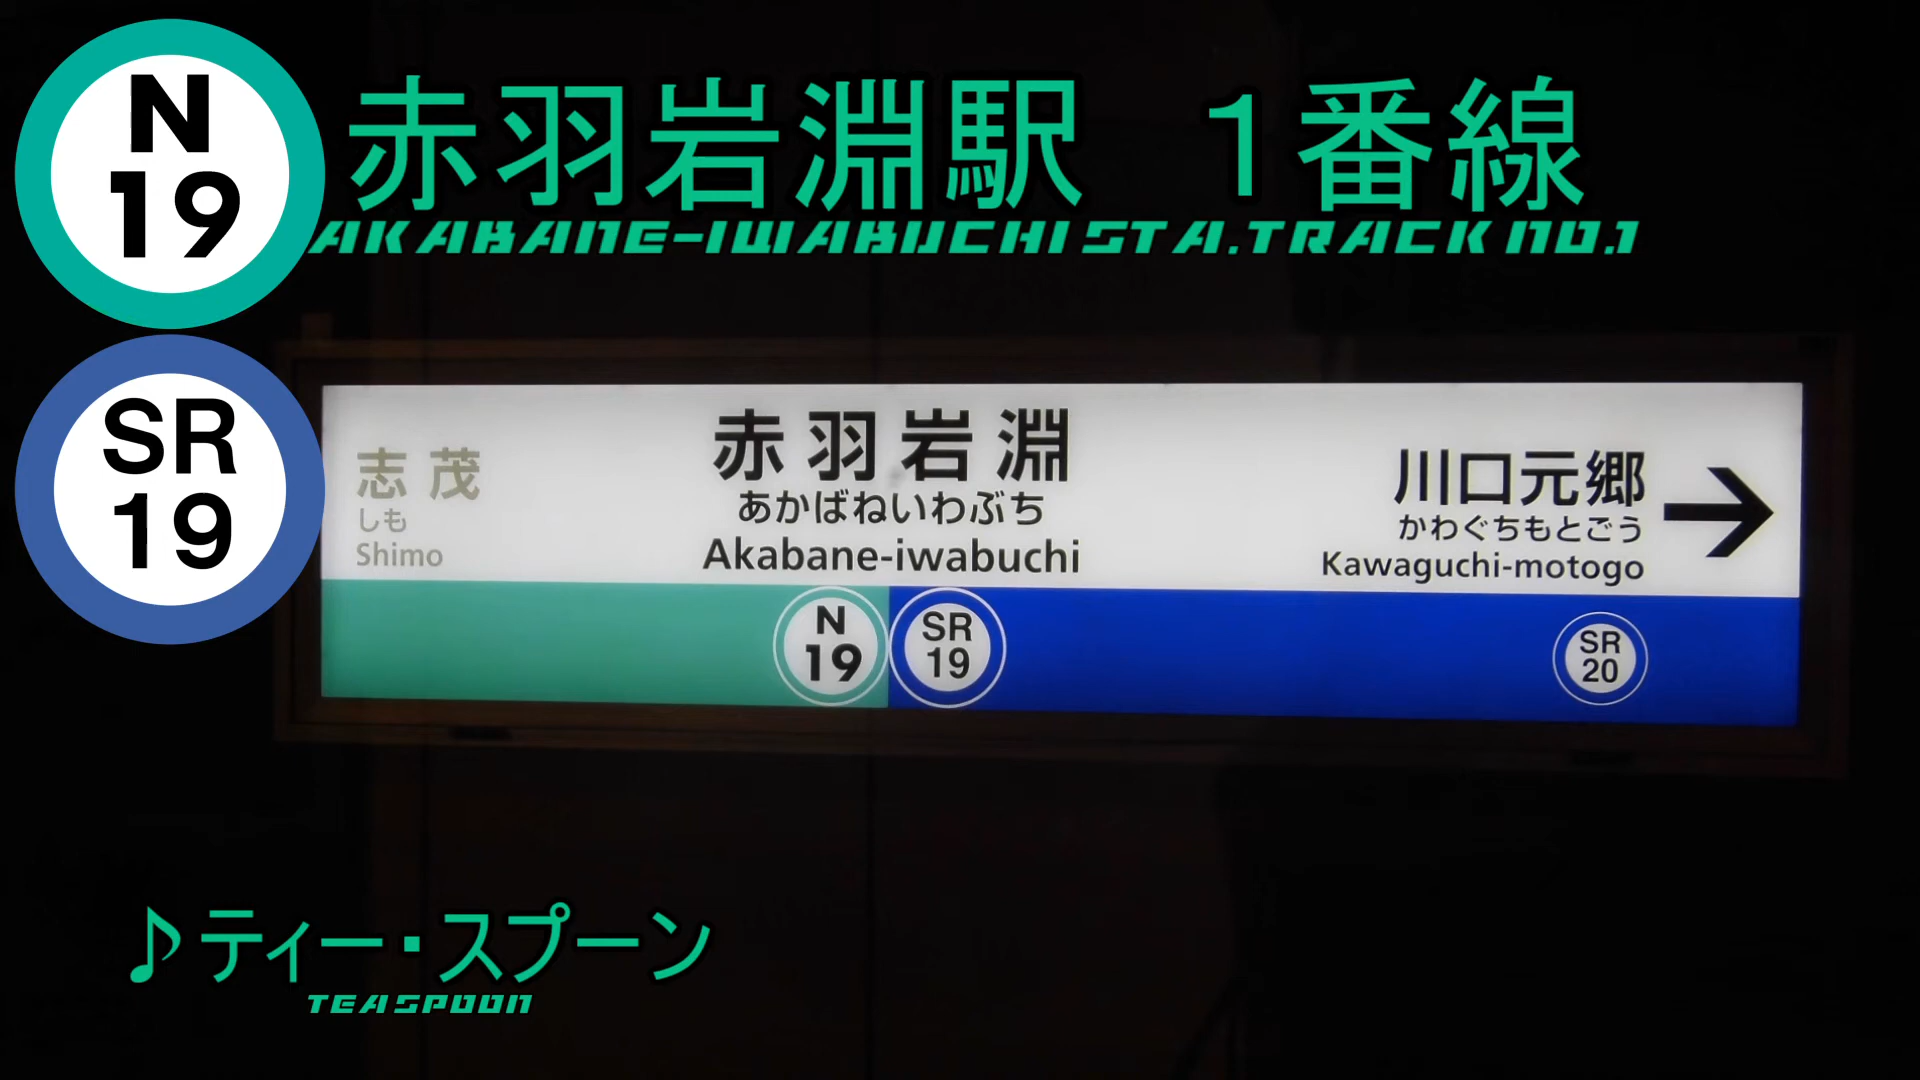 N
19
赤羽岩淵駅　1番線
AKABANE-IWABUCHI STA.TRACK NO.1
SR
19
志茂
しも
Shimo
赤羽岩淵
あかばねいわぶち
Akabane-iwabuchi
川口元郷
かわぐちもとごう
Kawaguchi-motogo
N
19
SR
19
SR
20
♪ティー・スプーン
TEASPOON